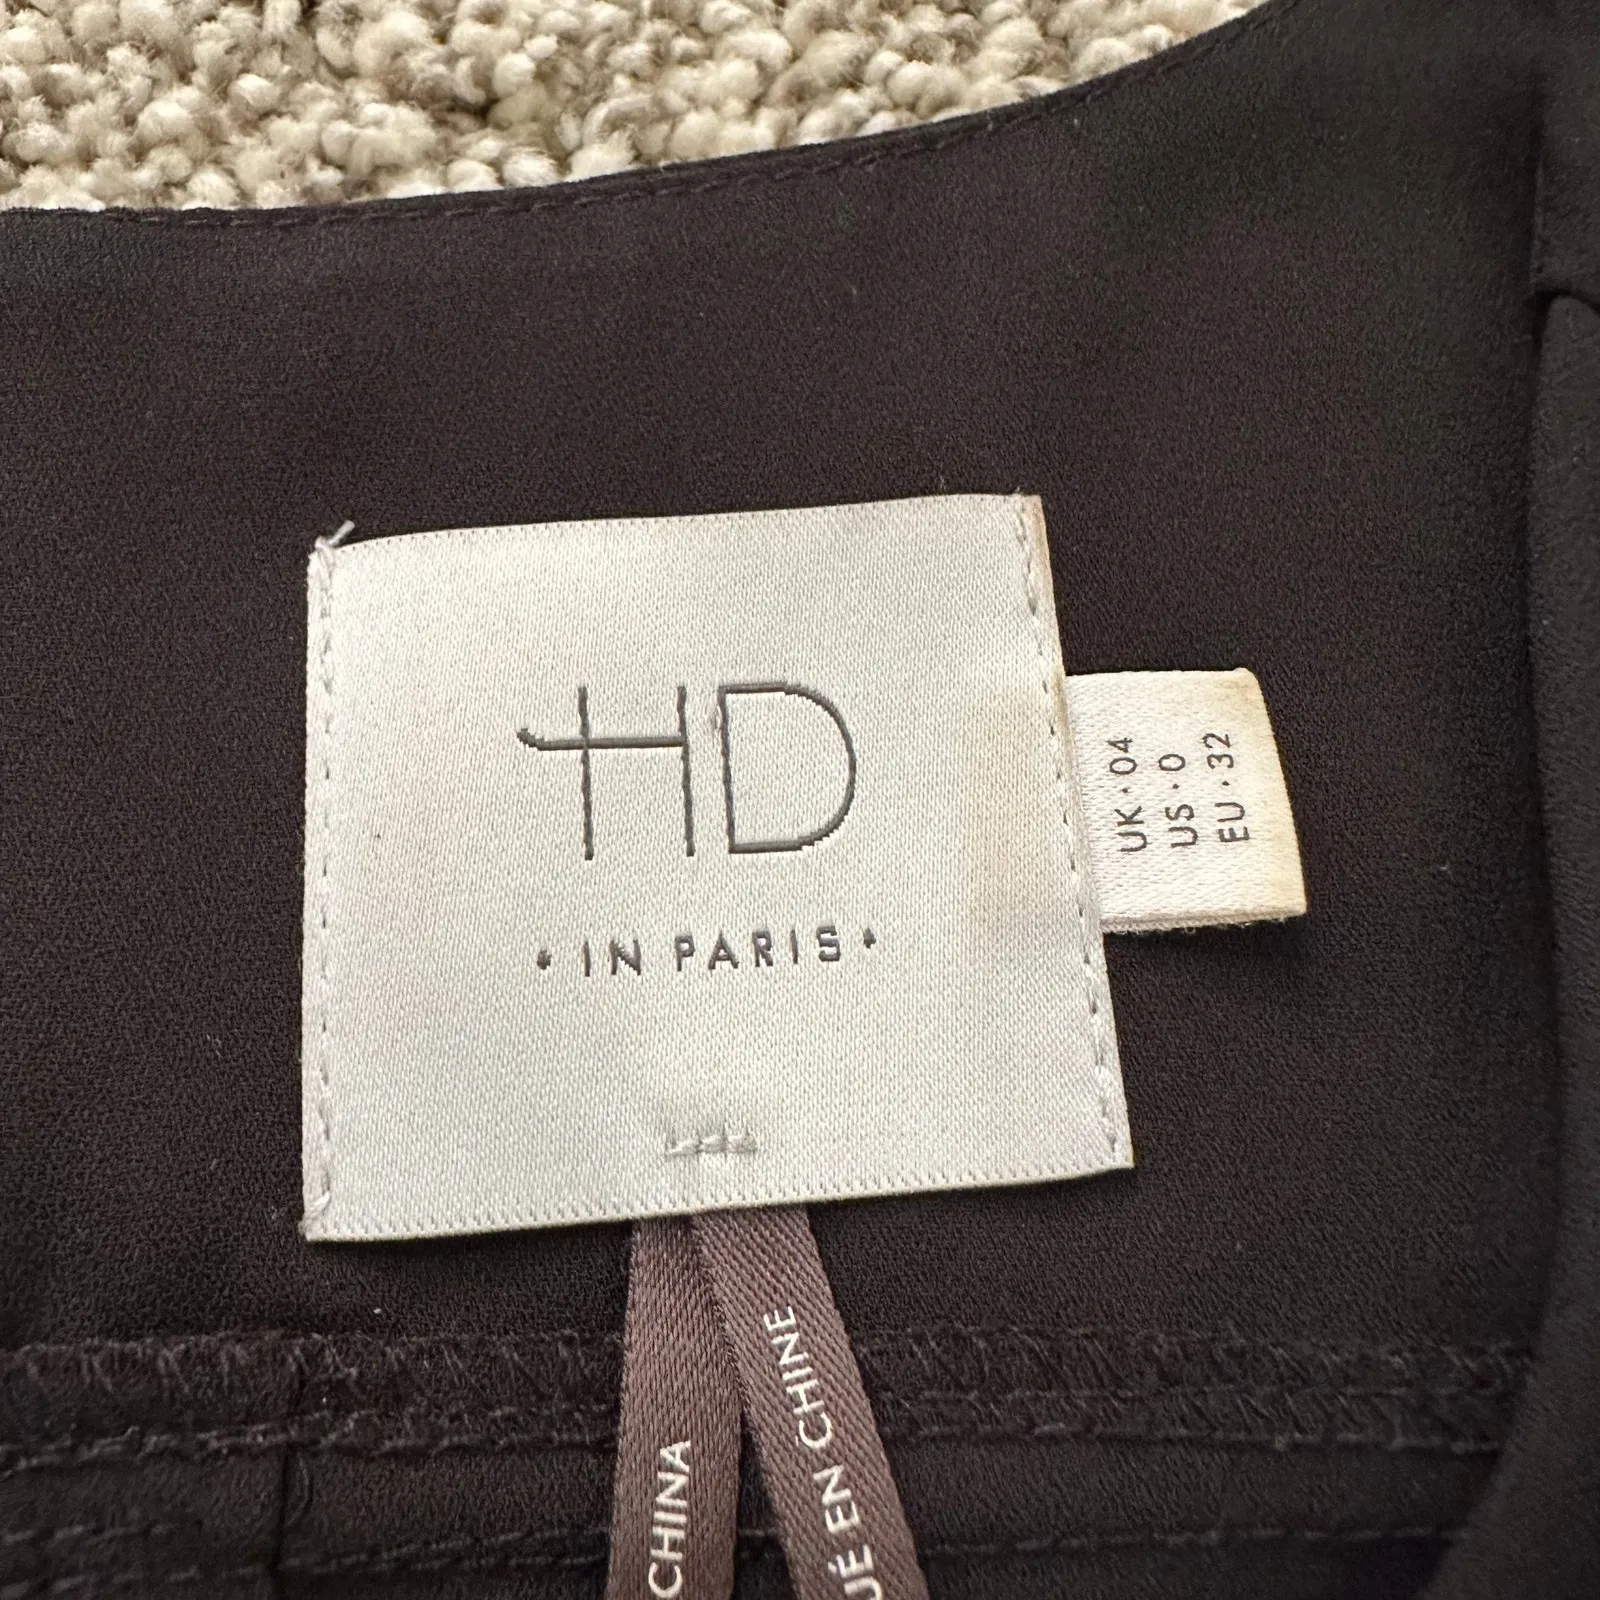 HD
• IN PARIS •
UK · 04
US · 0
EU · 32
CHINA
UÉ EN CHINE